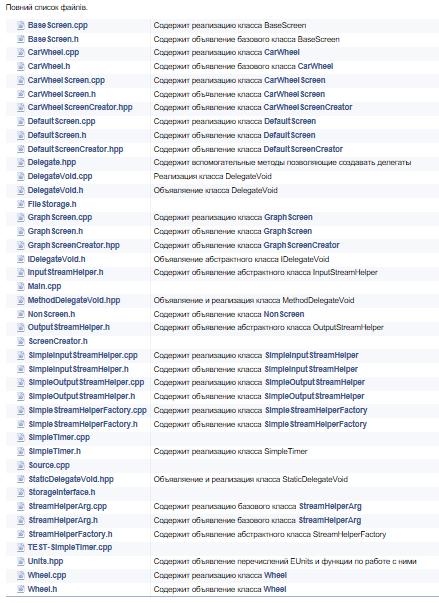 Повний список файлів.
BaseScreen.cpp Содержит реализацию класса BaseScreen
BaseScreen.h Содержит объявление базового класса BaseScreen
CarWheel.cpp Содержит реализацию класса CarWheel
CarWheel.h Содержит объявление базового класса CarWheel
CarWheelScreen.cpp Содержит реализацию класса CarWheelScreen
CarWheelScreen.h Содержит объявление класса CarWheelScreen
CarWheelScreenCreator.hpp Содержит объявление класса CarWheelScreenCreator
DefaultScreen.cpp Содержит реализацию класса DefaultScreen
DefaultScreen.h Содержит объявление класса DefaultScreen
DefaultScreenCreator.hpp Содержит объявление класса DefaultScreenCreator
Delegate.hpp Содержит вспомогательные методы позволяющие создавать делегаты
DelegateVoid.cpp Реализация класса DelegateVoid
DelegateVoid.h Объявляение класса DelegateVoid
FileStorage.h
GraphScreen.cpp Содержит реализацию класса GraphScreen
GraphScreen.h Содержит объявление класса GraphScreen
GraphScreenCreator.hpp Содержит объявление класса GraphScreenCreator
IDelegateVoid.h Объявляение абстрактного класса IDelegateVoid
InputStreamHelper.h Содержит объявление абстрактного класса InputStreamHelper
Main.cpp
MethodDelegateVoid.hpp Объявляение и реализация класса MethodDelegateVoid
NonScreen.h Содержит объявление класса NonScreen
OutputStreamHelper.h Содержит объявление абстрактного класса OutputStreamHelper
ScreenCreator.h
SimpleInputStreamHelper.cpp Содержит реализацию класса SimpleInputStreamHelper
SimpleInputStreamHelper.h Содержит объявление класса SimpleInputStreamHelper
SimpleOutputStreamHelper.cpp Содержит реализацию класса SimpleOutputStreamHelper
SimpleOutputStreamHelper.h Содержит объявление класса SimpleOutputStreamHelper
SimpleStreamHelperFactory.cpp Содержит реализацию класса SimpleStreamHelperFactory
SimpleStreamHelperFactory.h Содержит объявление класса SimpleStreamHelperFactory
SimpleTimer.cpp
SimpleTimer.h Содержит реализацию класса SimpleTimer
Source.cpp
StaticDelegateVoid.hpp Объявляение и реализация класса StaticDelegateVoid
StorageInterface.h
StreamHelperArg.cpp Содержит реализацию базового класса StreamHelperArg
StreamHelperArg.h Содержит объявление базового класса StreamHelperArg
StreamHelperFactory.h Содержит объявление абстрактного класса StreamHelperFactory
TEST-SimpleTimer.cpp
Units.hpp Содержит объявление перечислений EUnits и функции по работе с ними
Wheel.cpp Содержит реализацию класса Wheel
Wheel.h Содержит объявление класса Wheel